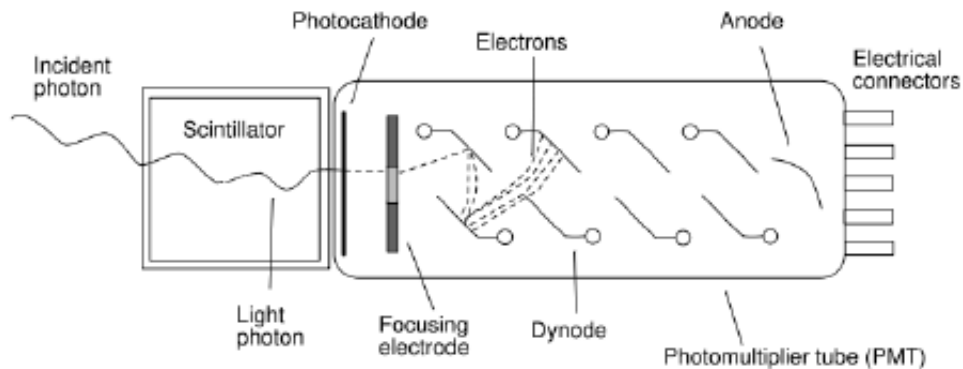 Photocathode
Electrons
Anode
Incident
photon
Electrical
connectors
Scintillator
Light
photon
Focusing
electrode
Dynode
Photomultiplier tube (PMT)